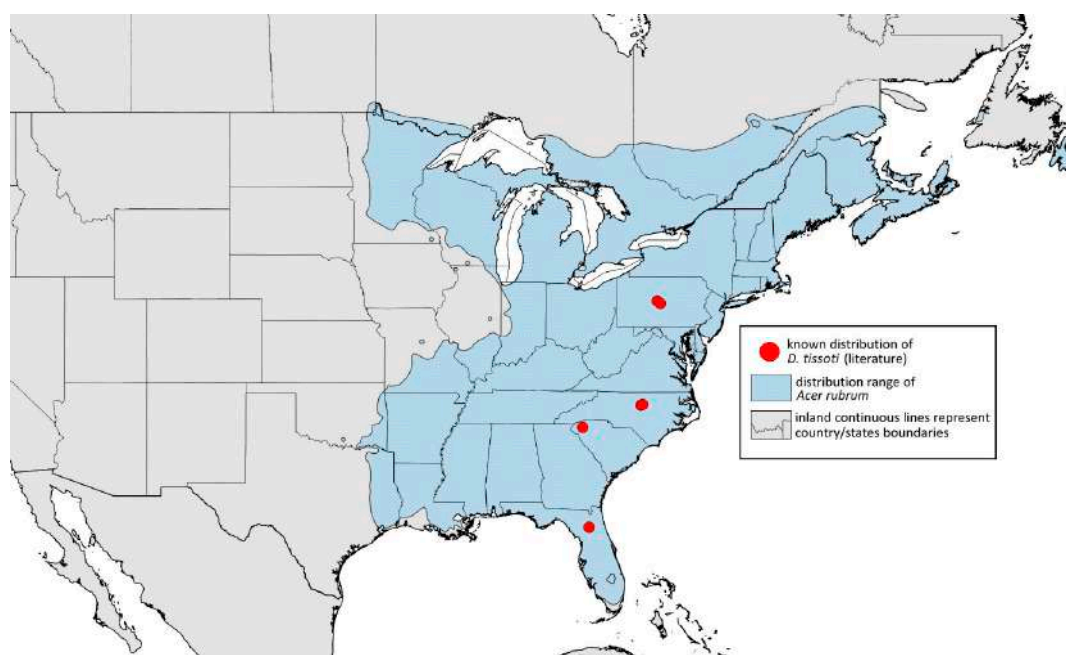 known distribution of
D. tissoti (literature)
distribution range of
Acer rubrum
inland continuous lines represent
country/states boundaries